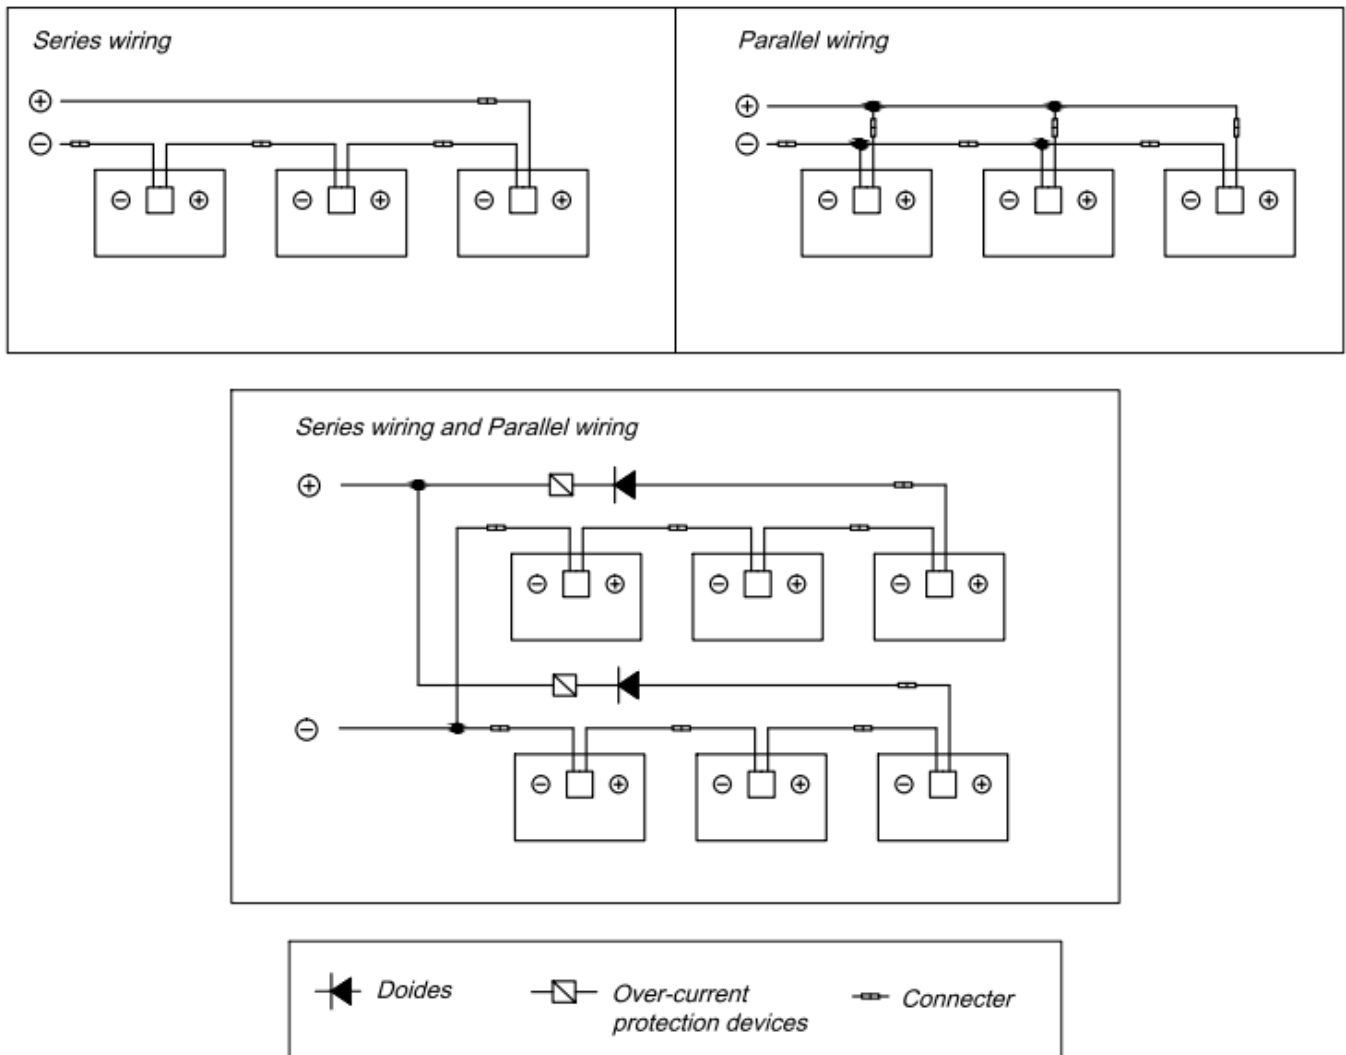 Series wiring
Parallel wiring
+
-
- +
- +
- +
+
-
- +
- +
- +
Series wiring and Parallel wiring
+
- +
- +
- +
-
- +
- +
- +
Doides
Over-current
protection devices
Connecter